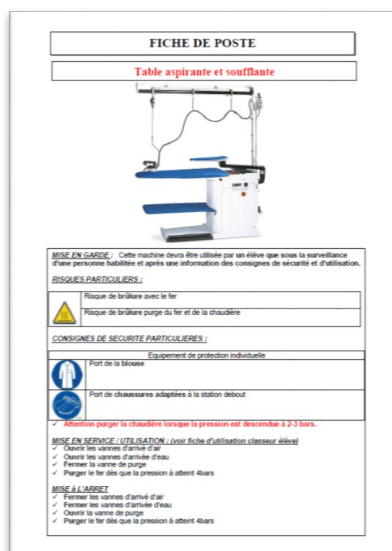 FICHE DE POSTE
Table aspirante et soufflante
MISE EN GARDE : Cette machine devra être utilisée par un élève que sous la surveillance
d'une personne habilitée et après une information des consignes de sécurité et d'utilisation.
RISQUES PARTICULIERS :
Risque de brûlure avec le fer
Risque de brûlure purge du fer et de la chaudière
CONSIGNES DE SECURITE PARTICULIERES :
Equipement de protection individuelle
Port de la blouse
Port de chaussures adaptées à la station debout
✓ Attention purger la chaudière lorsque la pression est descendue à 2-3 bars.
MISE EN SERVICE / UTILISATION : (voir fiche d'utilisation classeur élève)
✓ Ouvrir les vannes d'arrivé d'air
✓ Ouvrir les vannes d'arrivée d'eau
✓ Fermer la vanne de purge
✓ Purger le fer dès que la pression à atteint 4bars
MISE à L'ARRET
✓ Fermer les vannes d'arrivé d'air
✓ Fermer les vannes d'arrivée d'eau
✓ Ouvrir la vanne de purge
✓ Purger le fer dès que la pression à atteint 4bars